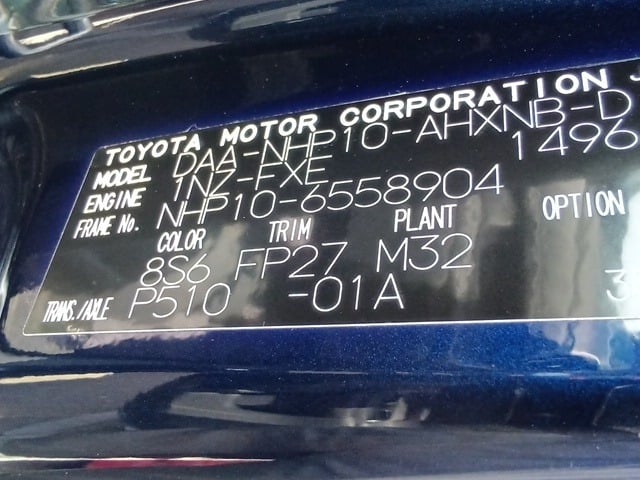 TOYOTA MOTOR CORPORATION J
MODEL DAA-NHP10-AHXNB-D
ENGINE 1NZ-FXE 1496
FRAME No. NHP10-6558904
COLOR TRIM PLANT OPTION
8S6 FP27 M32
TRANS./AXLE P510 -01A 3